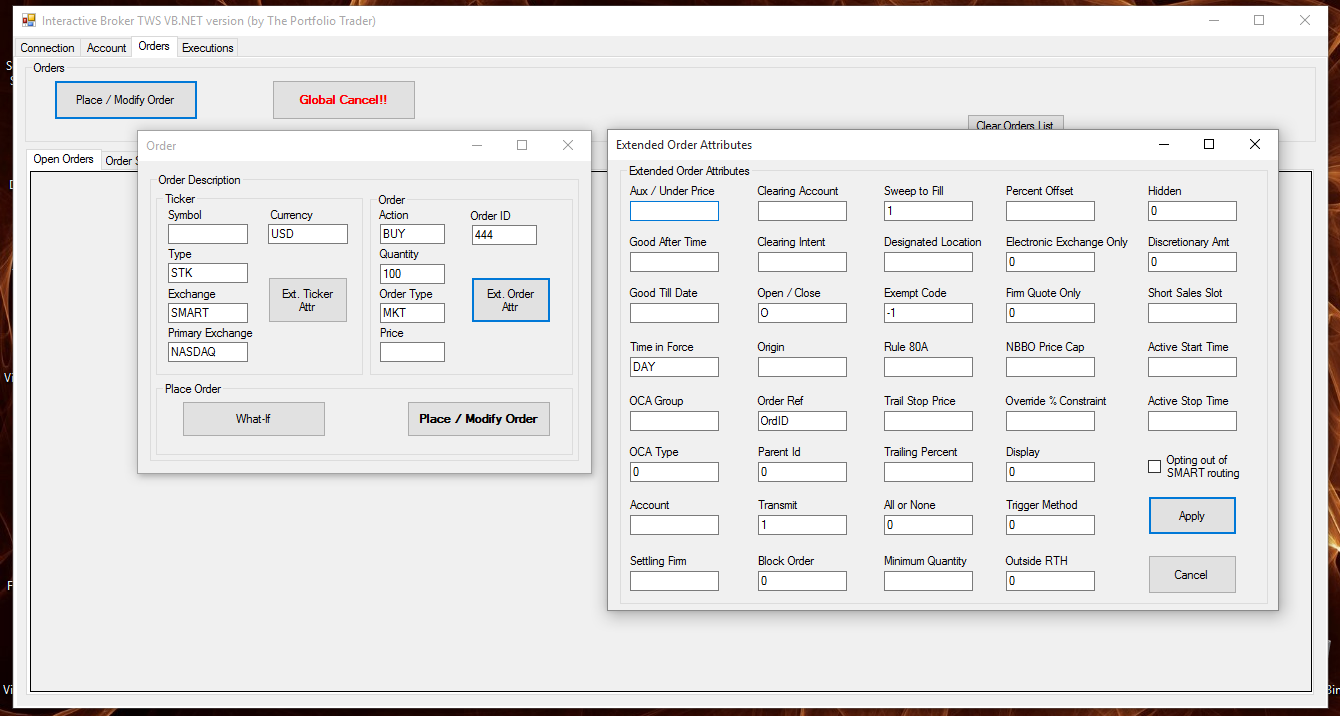 Interactive Broker TWS VB.NET version (by The Portfolio Trader)
Connection Account Orders Executions
Orders
Place / Modify Order
Global Cancel!!
Clear Orders List
Open Orders
Order
Order
Order Description
Ticker
Symbol
Currency
USD
Type
STK
Exchange
SMART
Ext. Ticker
Attr
Primary Exchange
NASDAQ
Order
Action
BUY
Order ID
444
Quantity
100
Order Type
MKT
Ext. Order
Attr
Price
Place Order
What-If
Place / Modify Order
Extended Order Attributes
Extended Order Attributes
Aux / Under Price
Clearing Account
Sweep to Fill
1
Percent Offset
Hidden
0
Good After Time
Clearing Intent
Designated Location
Electronic Exchange Only
0
Discretionary Amt
0
Good Till Date
Open / Close
O
Exempt Code
-1
Firm Quote Only
0
Short Sales Slot
Time in Force
DAY
Origin
Rule 80A
NBBO Price Cap
Active Start Time
OCA Group
Order Ref
OrdID
Trail Stop Price
Override % Constraint
Active Stop Time
OCA Type
0
Parent Id
0
Trailing Percent
Display
0
Opting out of
SMART routing
Account
Transmit
1
All or None
0
Trigger Method
0
Apply
Settling Firm
Block Order
0
Minimum Quantity
Outside RTH
0
Cancel